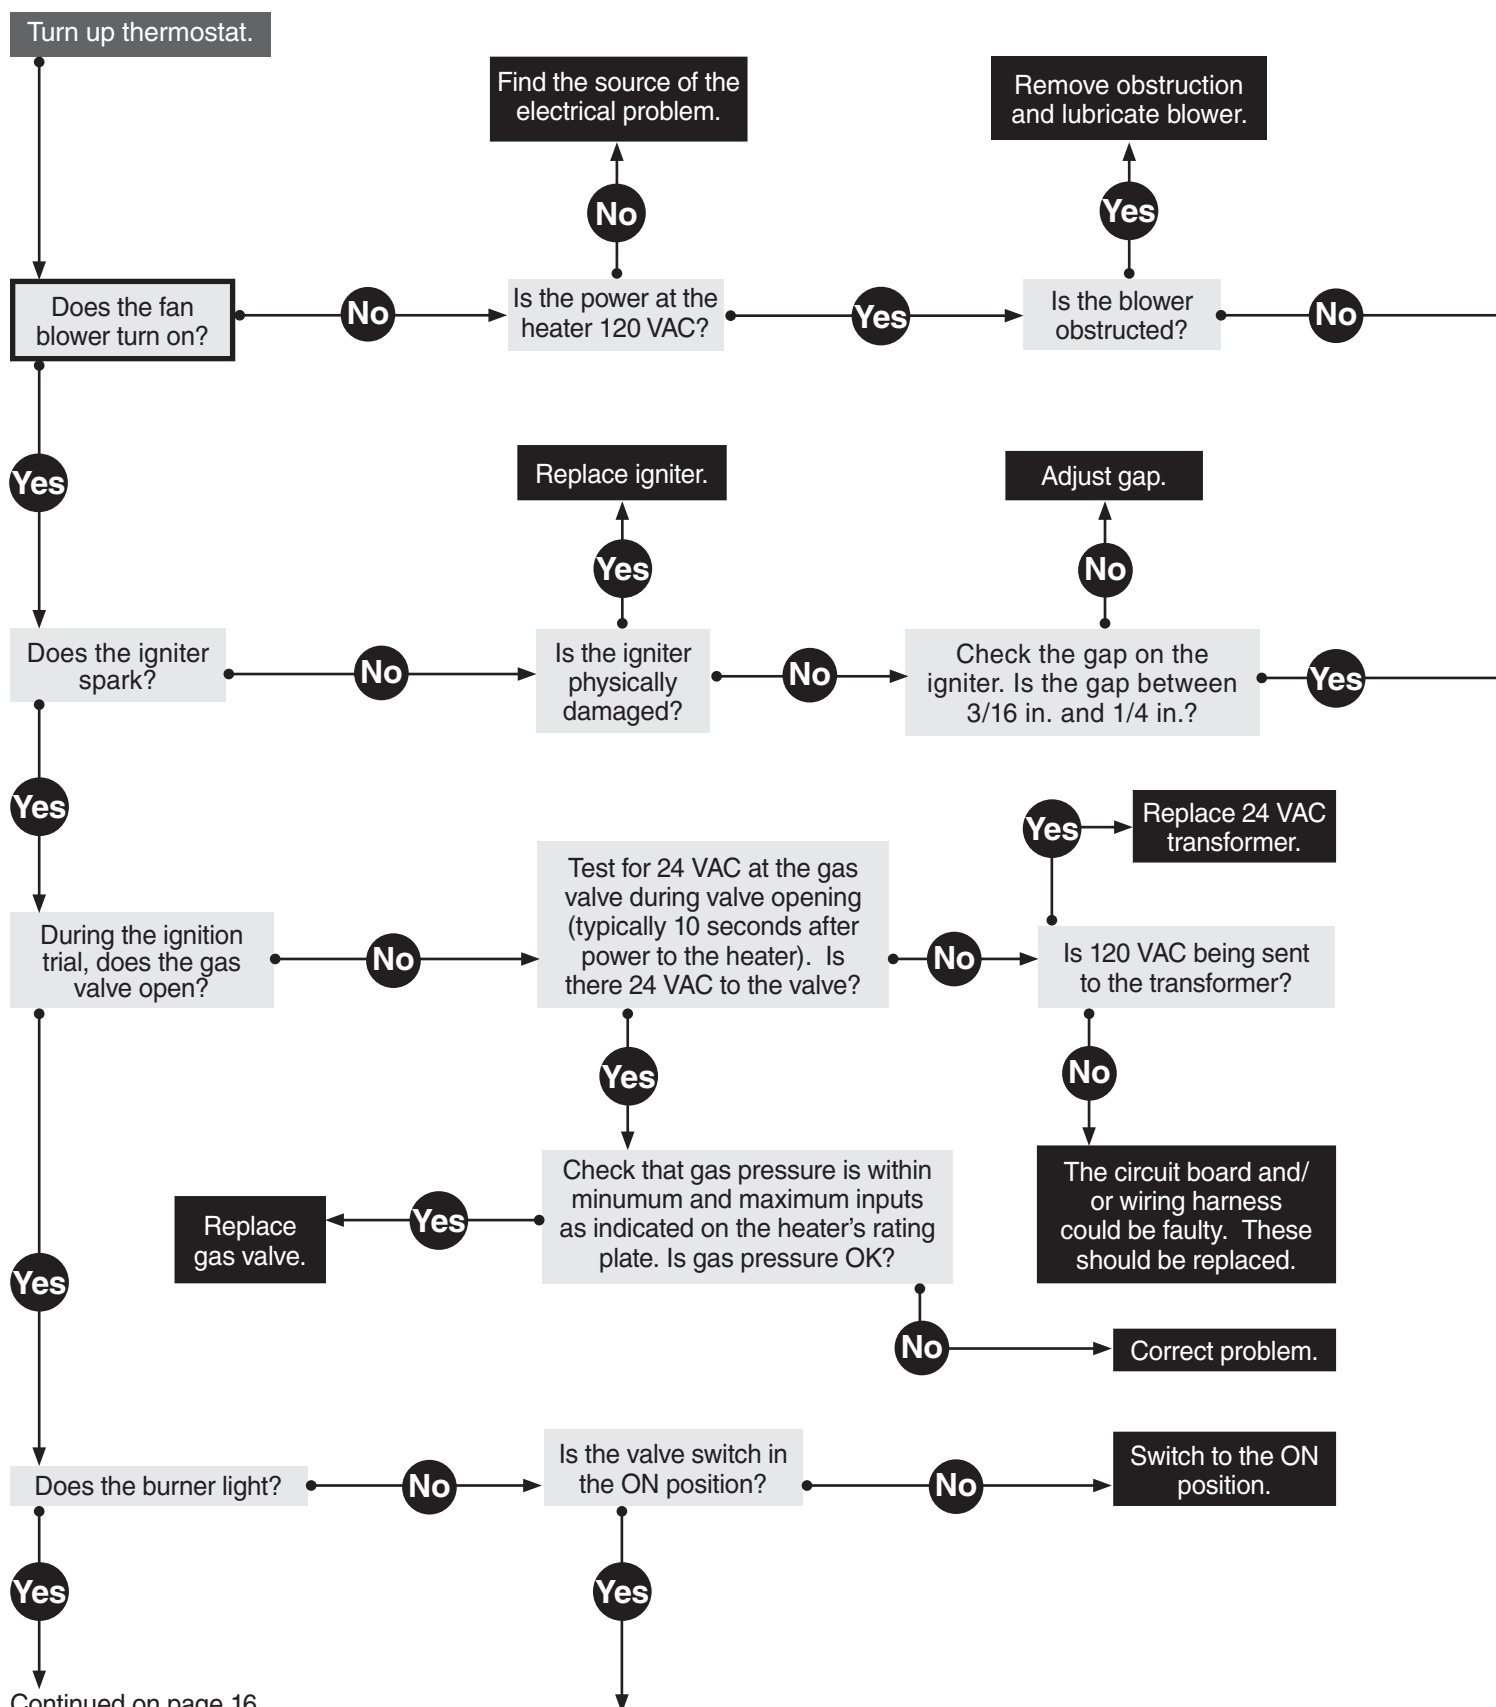 Turn up thermostat.
Find the source of the
electrical problem.
Remove obstruction
and lubricate blower.
No
Yes
Does the fan
blower turn on?
No
Is the power at the
heater 120 VAC?
Yes
Is the blower
obstructed?
No
Yes
Replace igniter.
Adjust gap.
Yes
No
Does the igniter
spark?
No
Is the igniter
physically
damaged?
No
Check the gap on the
igniter. Is the gap between
3/16 in. and 1/4 in.?
Yes
Yes
Yes
Replace 24 VAC
transformer.
During the ignition
trial, does the gas
valve open?
No
Test for 24 VAC at the gas
valve during valve opening
(typically 10 seconds after
power to the heater).  Is
there 24 VAC to the valve?
No
Is 120 VAC being sent
to the transformer?
Yes
No
Replace
gas valve.
Yes
Check that gas pressure is within
minumum and maximum inputs
as indicated on the heater's rating
plate. Is gas pressure OK?
The circuit board and/
or wiring harness
could be faulty.  These
should be replaced.
Yes
No
Correct problem.
Does the burner light?
No
Is the valve switch in
the ON position?
No
Switch to the ON
position.
Yes
Yes
Continued on page 16